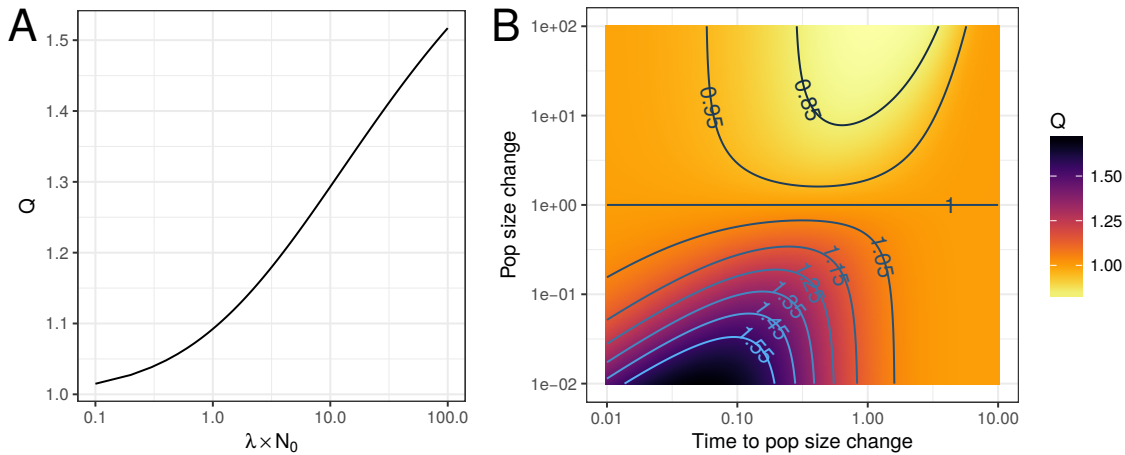 A
Q
1.5
1.4
1.3
1.2
1.1
1.0
0.1
1.0
10.0
100.0
λ × N₀
B
Pop size change
1e+02
1e+01
1e+00
1e−01
1e−02
0.95
0.85
1
1.05
1.15
1.25
1.35
1.45
1.55
0.01
0.10
1.00
10.00
Time to pop size change
Q
1.50
1.25
1.00